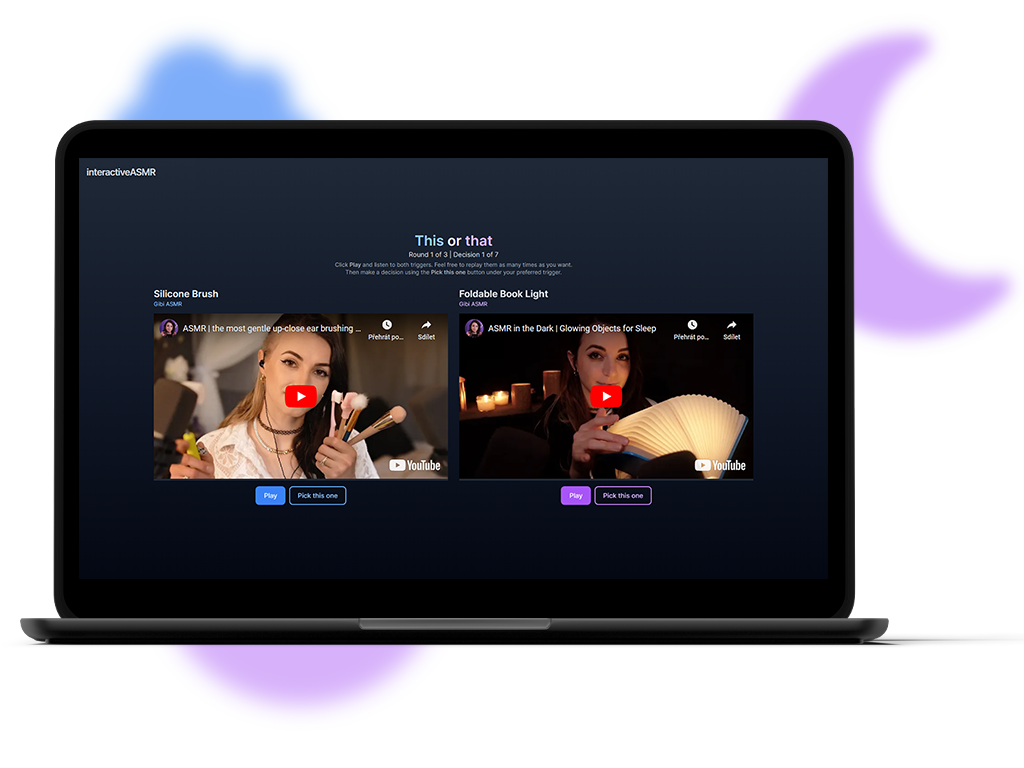 interactiveASMR
This or that
Round 1 of 3 | Decision 1 of 7
Click Play and listen to both triggers. Feel free to replay them as many times as you want.
Then make a decision using the Pick this one button under your preferred trigger.
Silicone Brush
Gibi ASMR
ASMR | the most gentle up-close ear brushing ...
Přehrát po...
Sdílet
YouTube
Play
Pick this one
Foldable Book Light
Gibi ASMR
ASMR in the Dark | Glowing Objects for Sleep
Přehrát po...
Sdílet
YouTube
Play
Pick this one